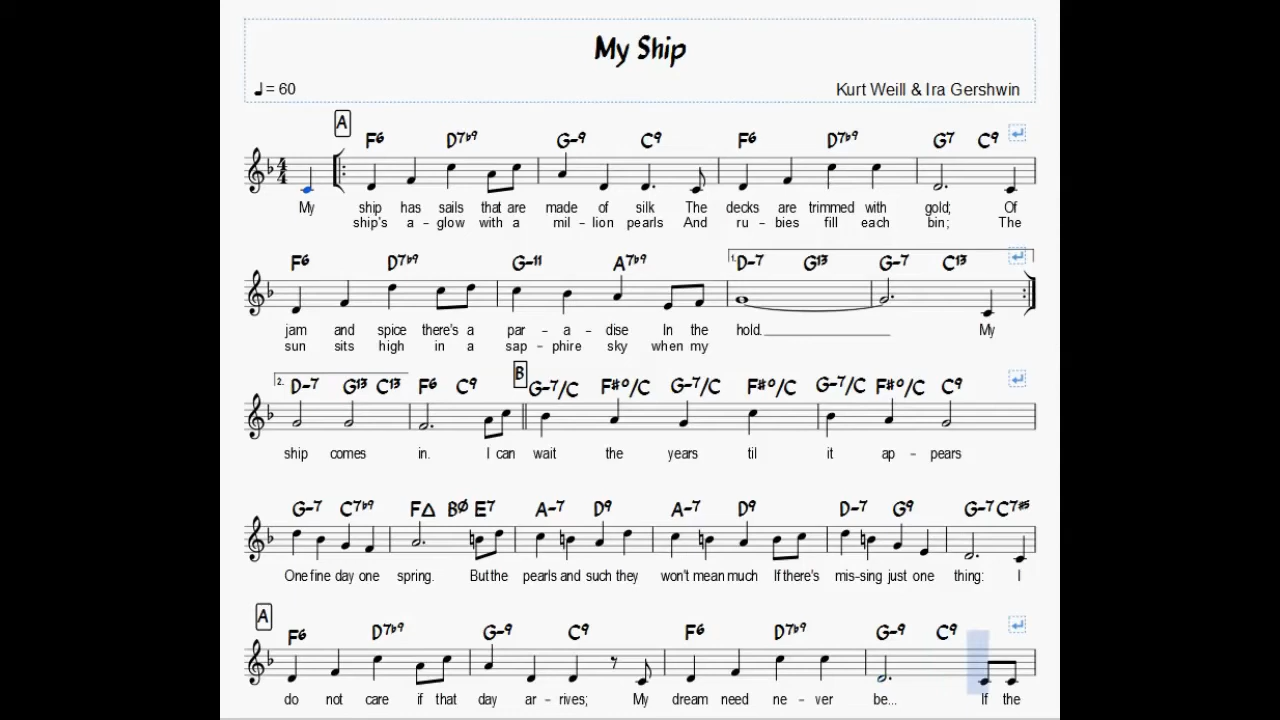 My Ship
♩ = 60
Kurt Weill & Ira Gershwin
A
F6 D7♭9 G-9 C9 F6 D7♭9 G7 C9
My ship has sails that are made of silk The decks are trimmed with gold; Of
ship's a - glow with a mil - lion pearls And ru - bies fill each bin; The
F6 D7♭9 G-11 A7♭9 1. D-7 G13 G-7 C13
jam and spice there's a par - a - dise In the hold. My
sun sits high in a sap - phire sky when my
2. D-7 G13 C13 F6 C9 B G-7/C F#o/C G-7/C F#o/C G-7/C F#o/C C9
ship comes in. I can wait the years til it ap - pears
G-7 C7♭9 F△ BØ E7 A-7 D9 A-7 D9 D-7 G9 G-7 C7#5
One fine day one spring. But the pearls and such they won't mean much If there's mis-sing just one thing: I
A
F6 D7♭9 G-9 C9 F6 D7♭9 G-9 C9
do not care if that day ar - rives; My dream need ne - ver be... If the